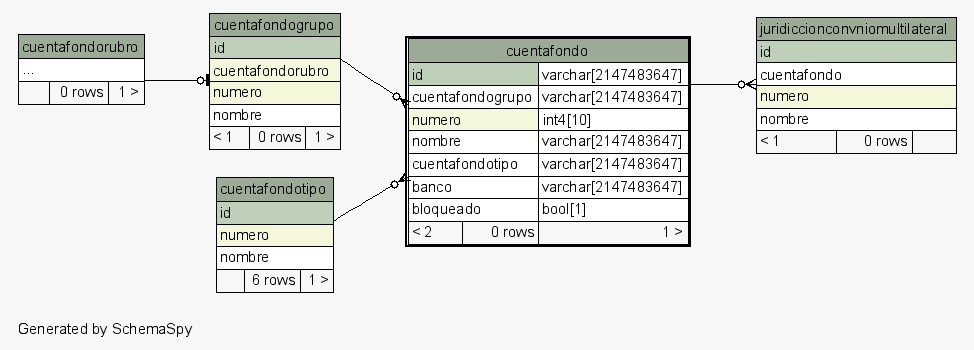 cuentafondorubro
...
0 rows 1 >
cuentafondogrupo
id
cuentafondorubro
numero
nombre
< 1 0 rows 1 >
cuentafondotipo
id
numero
nombre
6 rows 1 >
cuentafondo
id varchar[2147483647]
cuentafondogrupo varchar[2147483647]
numero int4[10]
nombre varchar[2147483647]
cuentafondotipo varchar[2147483647]
banco varchar[2147483647]
bloqueado bool[1]
< 2 0 rows 1 >
juridiccionconvniomultilateral
id
cuentafondo
numero
nombre
< 1 0 rows
Generated by SchemaSpy